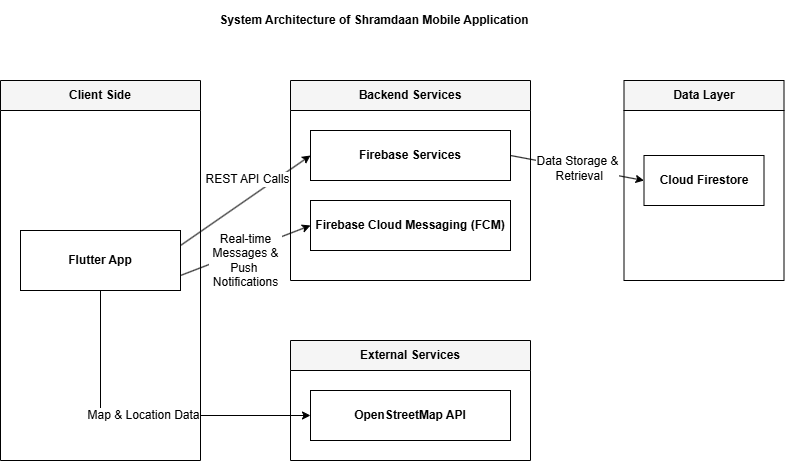 System Architecture of Shramdaan Mobile Application
Client Side
Backend Services
Data Layer
Firebase Services
Data Storage &
Retrieval
Cloud Firestore
REST API Calls
Firebase Cloud Messaging (FCM)
Real-time
Messages &
Push
Notifications
Flutter App
External Services
Map & Location Data
OpenStreetMap API